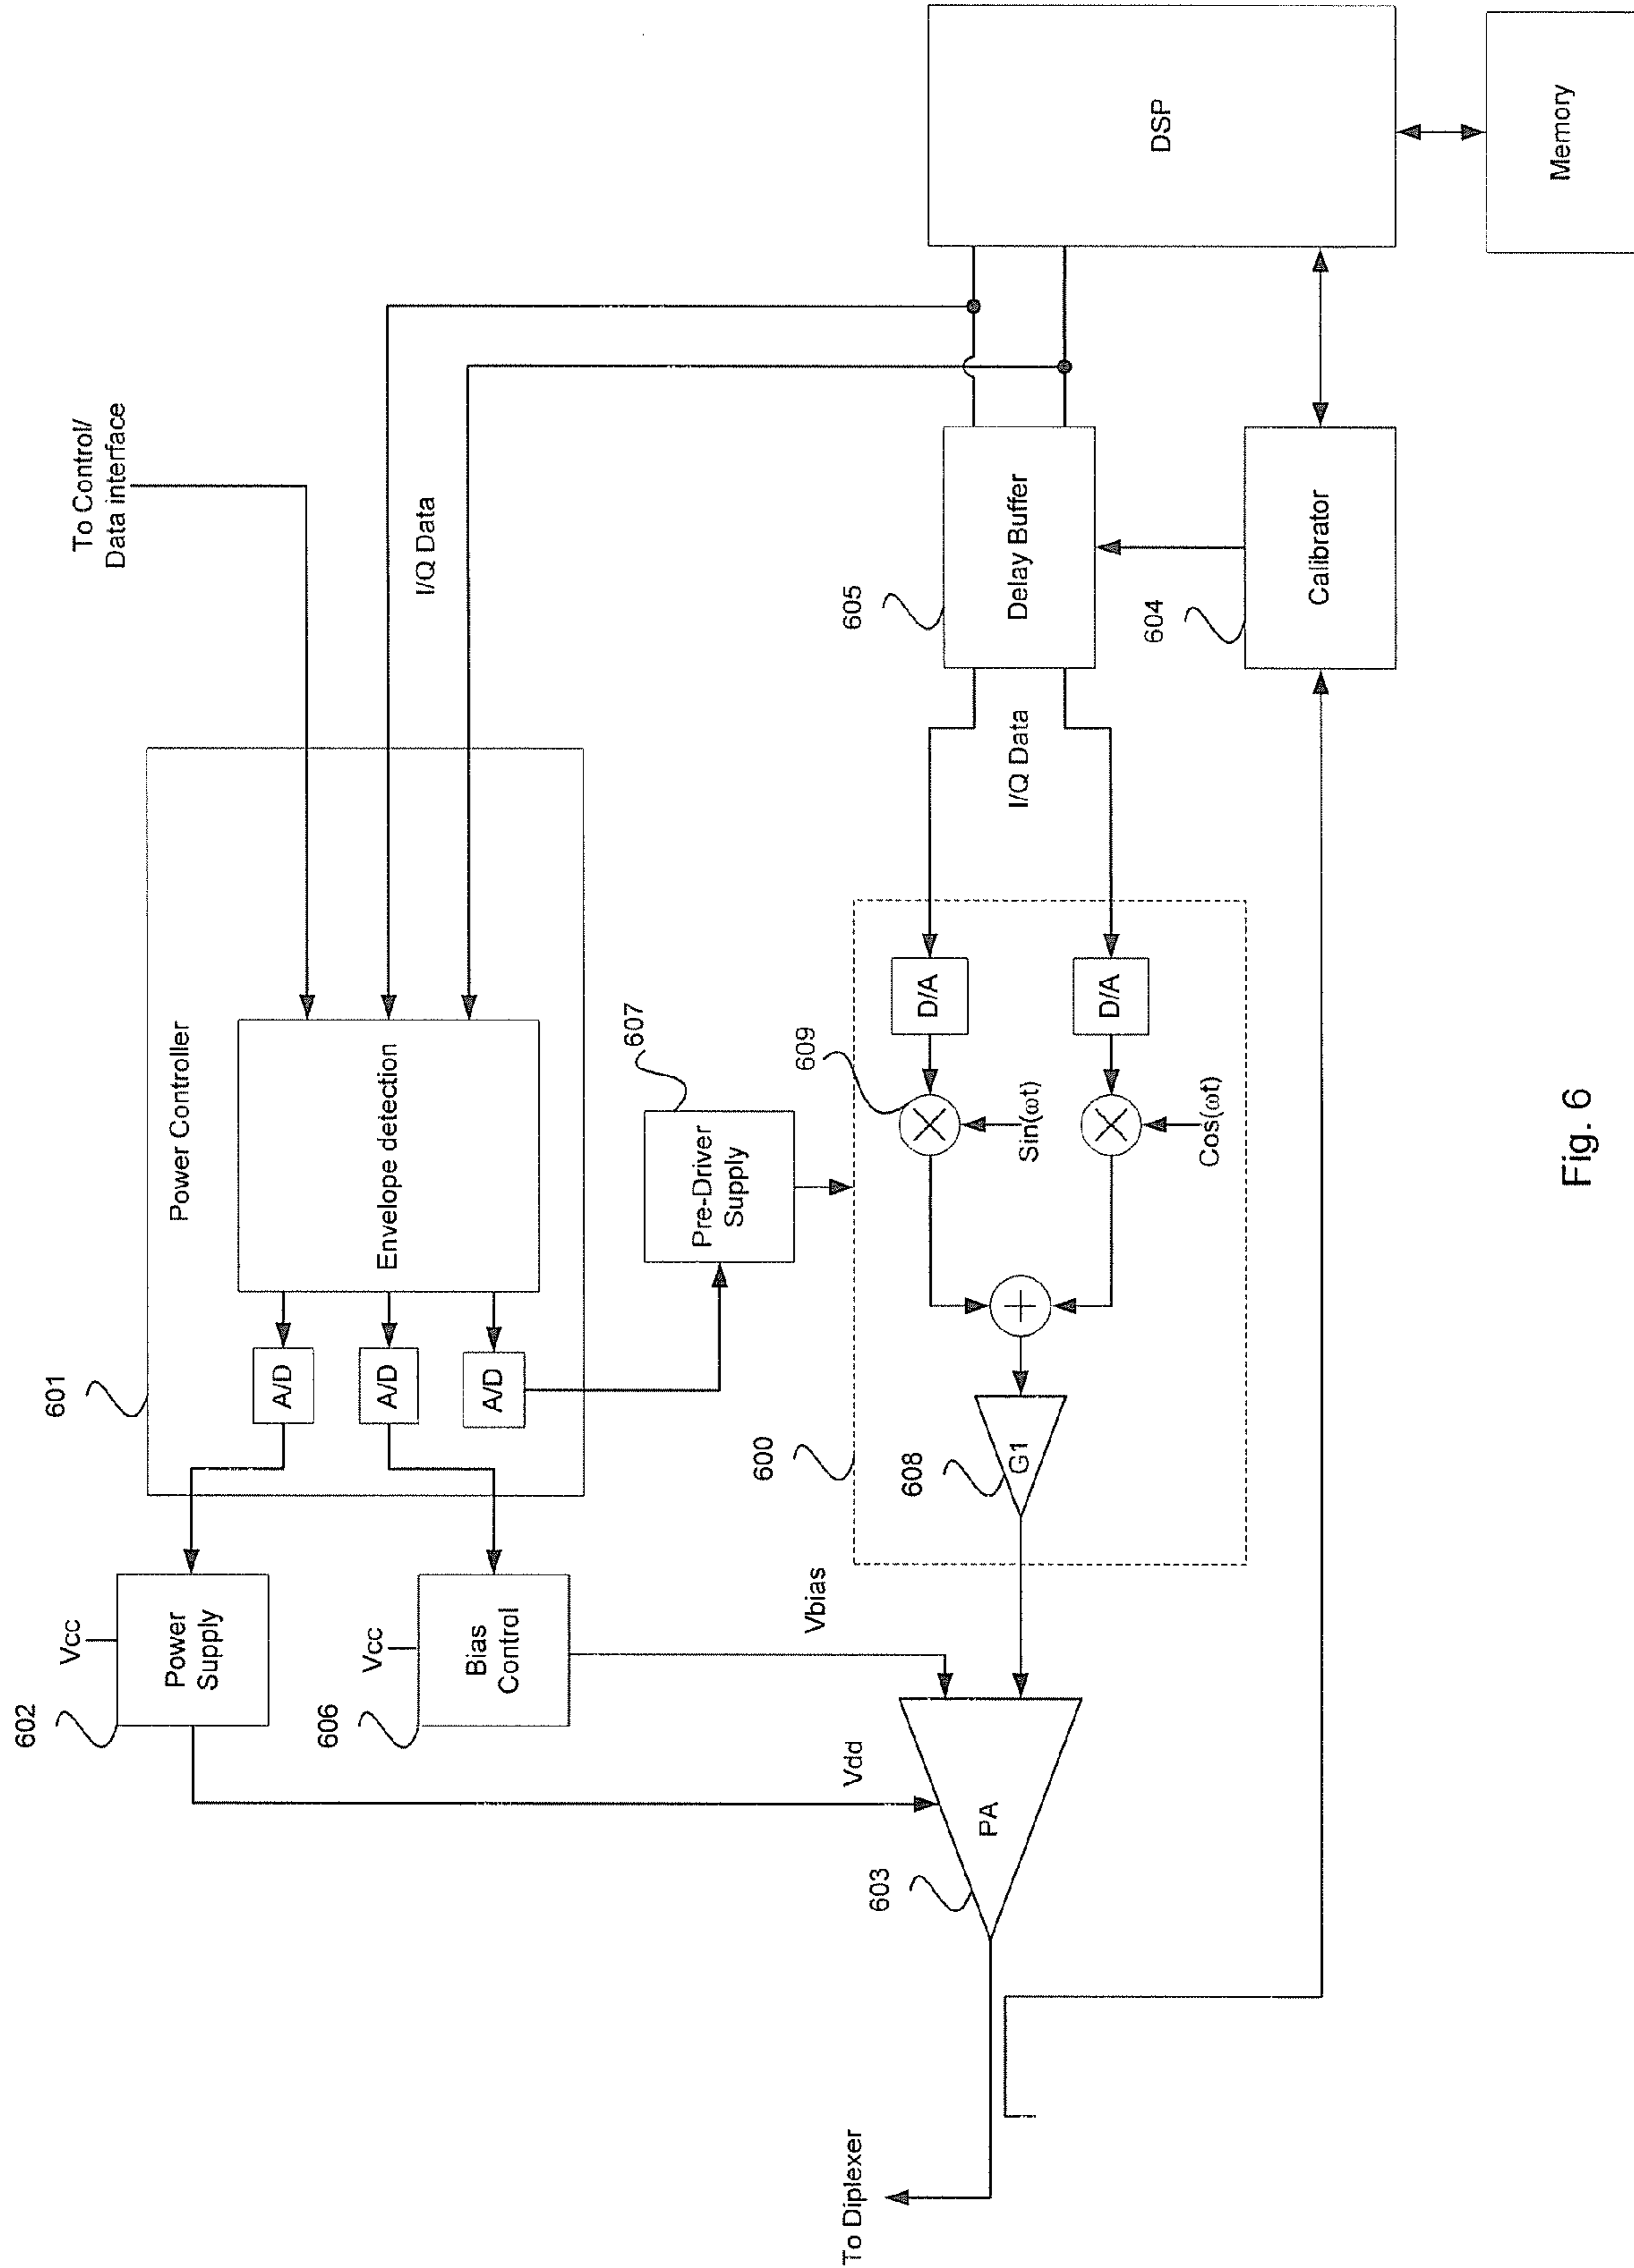 To Control/
Data interface
I/Q Data
DSP
Memory
Power Controller
Envelope detection
A/D
A/D
A/D
601
Vcc
Power
Supply
602
Vcc
Bias
Control
606
Pre-Driver
Supply
607
Delay Buffer
605
Calibrator
604
I/Q Data
D/A
D/A
609
Sin(ωt)
Cos(ωt)
+
G1
608
600
Vbias
Vdd
PA
603
To Diplexer
Fig. 6